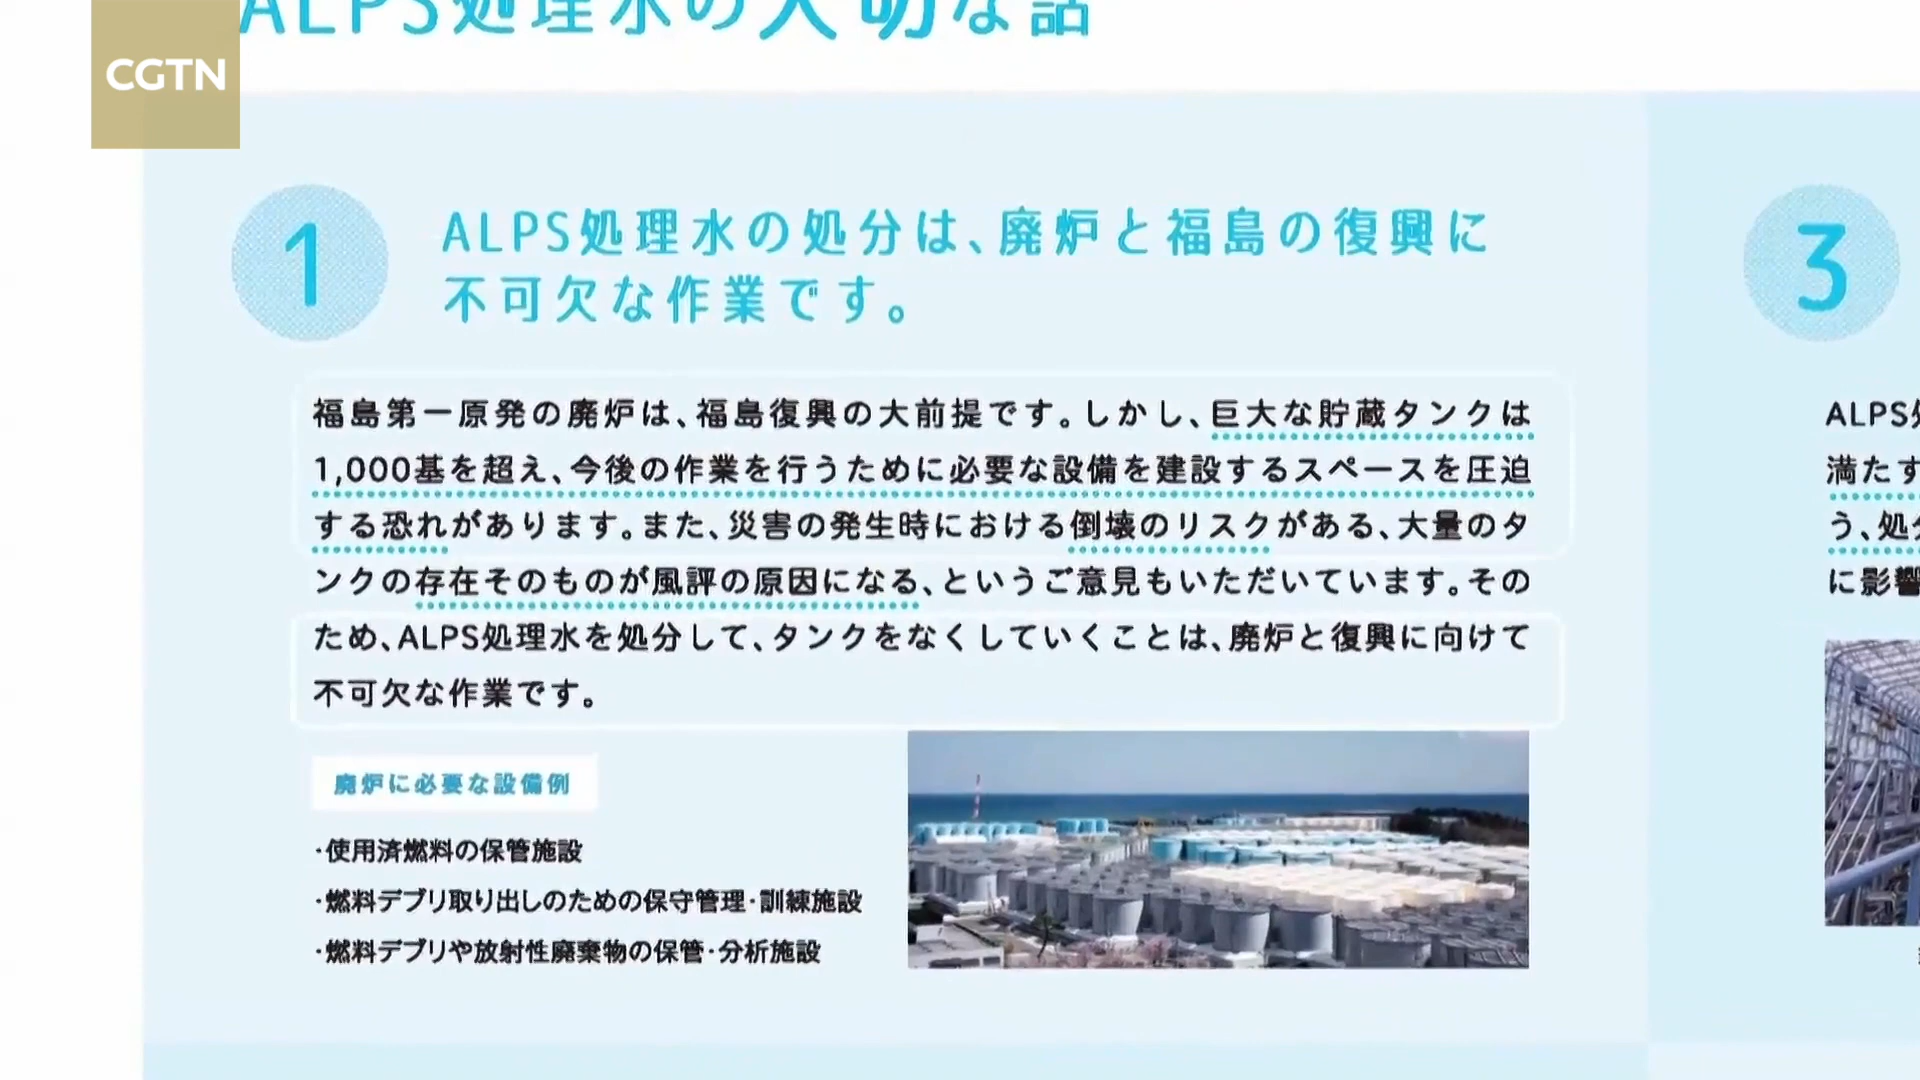 ALPS処理水の大切な話
CGTN
1
ALPS処理水の処分は、廃炉と福島の復興に
不可欠な作業です。
福島第一原発の廃炉は、福島復興の大前提です。しかし、巨大な貯蔵タンクは
1,000基を超え、今後の作業を行うために必要な設備を建設するスペースを圧迫
する恐れがあります。また、災害の発生時における倒壊のリスクがある、大量のタ
ンクの存在そのものが風評の原因になる、というご意見もいただいています。その
ため、ALPS処理水を処分して、タンクをなくしていくことは、廃炉と復興に向けて
不可欠な作業です。
廃炉に必要な設備例
・使用済燃料の保管施設
・燃料デブリ取り出しのための保守管理・訓練施設
・燃料デブリや放射性廃棄物の保管・分析施設
3
ALPS処
満たす
う、処分
に影響